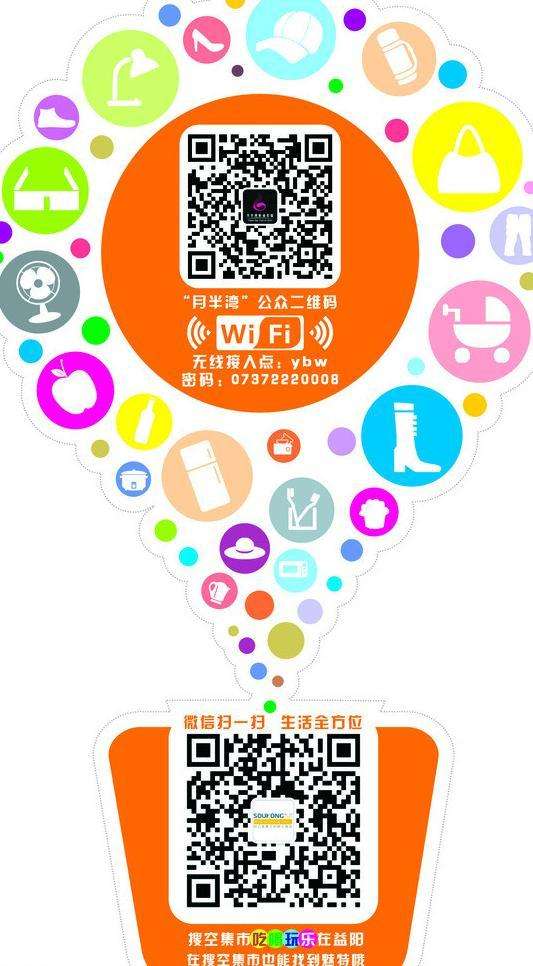 “月半湾”公众二维码
WiFi
无线接入点：ybw
密码：07372220008
微信扫一扫 生活全方位
SOUKONG
搜空集市吃喝玩乐在益阳
在搜空集市也能找到魅特哦